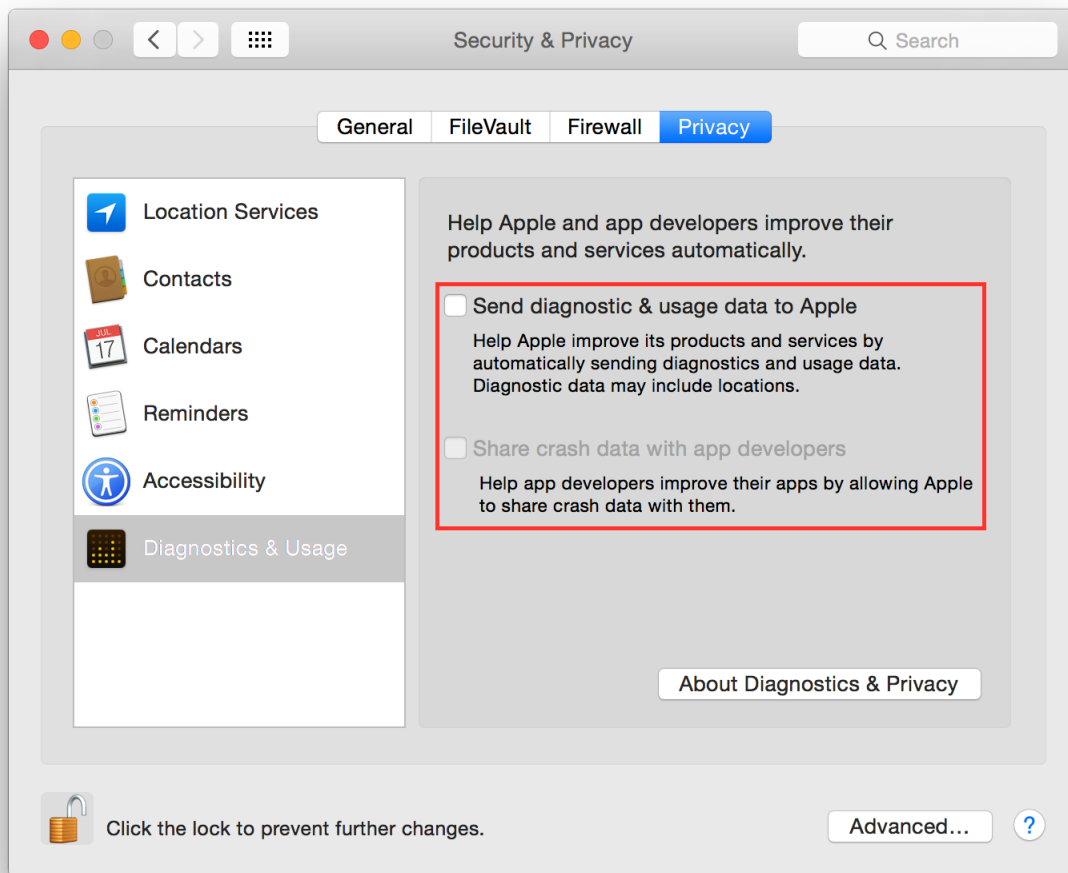 Security & Privacy
Search
General
FileVault
Firewall
Privacy
Location Services
Contacts
JUL
17
Calendars
Reminders
Accessibility
Diagnostics & Usage
Help Apple and app developers improve their
products and services automatically.
Send diagnostic & usage data to Apple
Help Apple improve its products and services by
automatically sending diagnostics and usage data.
Diagnostic data may include locations.
Share crash data with app developers
Help app developers improve their apps by allowing Apple
to share crash data with them.
About Diagnostics & Privacy
Click the lock to prevent further changes.
Advanced...
?